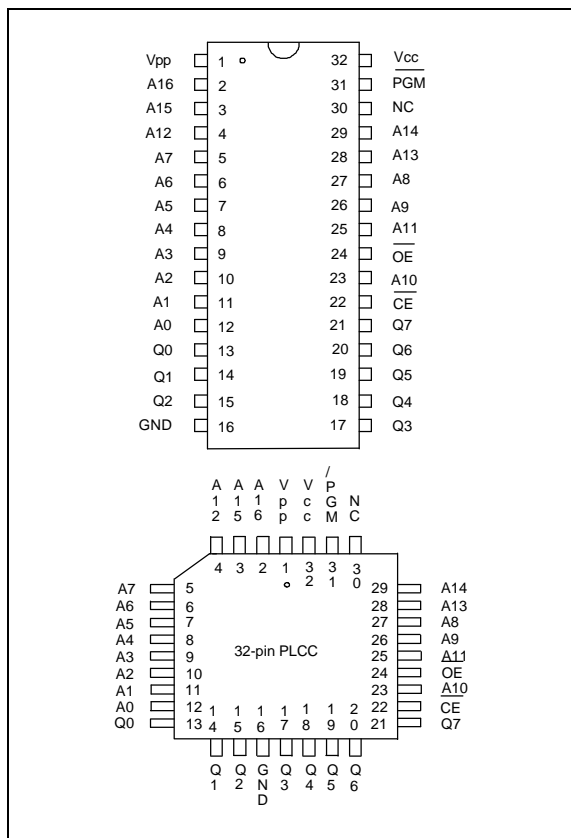 Vpp 1 32 Vcc
A16 2 31 PGM
A15 3 30 NC
A12 4 29 A14
A7 5 28 A13
A6 6 27 A8
A5 7 26 A9
A4 8 25 A11
A3 9 24 OE
A2 10 23 A10
A1 11 22 CE
A0 12 21 Q7
Q0 13 20 Q6
Q1 14 19 Q5
Q2 15 18 Q4
GND 16 17 Q3
A12 A15 A16 Vpp Vcc /PGM NC
4 3 2 1 32 31 30
A7 5 29 A14
A6 6 28 A13
A5 7 27 A8
A4 8 26 A9
A3 9 32-pin PLCC 25 A11
A2 10 24 OE
A1 11 23 A10
A0 12 22 CE
Q0 13 21 Q7
14 15 16 17 18 19 20
Q1 Q2 GND Q3 Q4 Q5 Q6